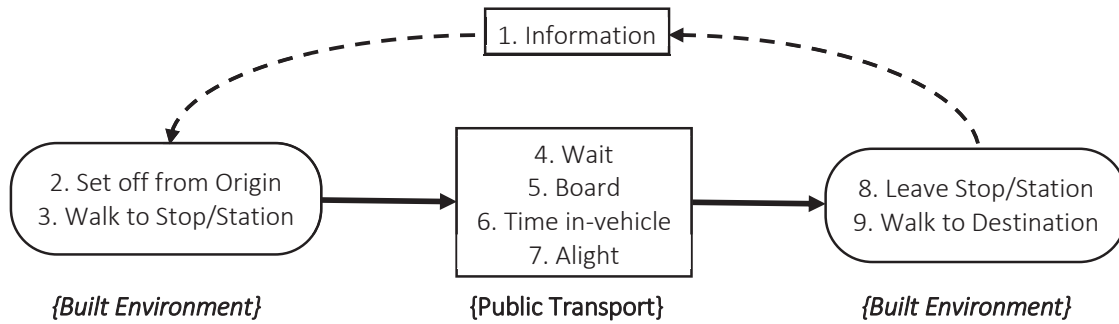 1. Information
2. Set off from Origin
3. Walk to Stop/Station
4. Wait
5. Board
6. Time in-vehicle
7. Alight
8. Leave Stop/Station
9. Walk to Destination
{Built Environment}
{Public Transport}
{Built Environment}